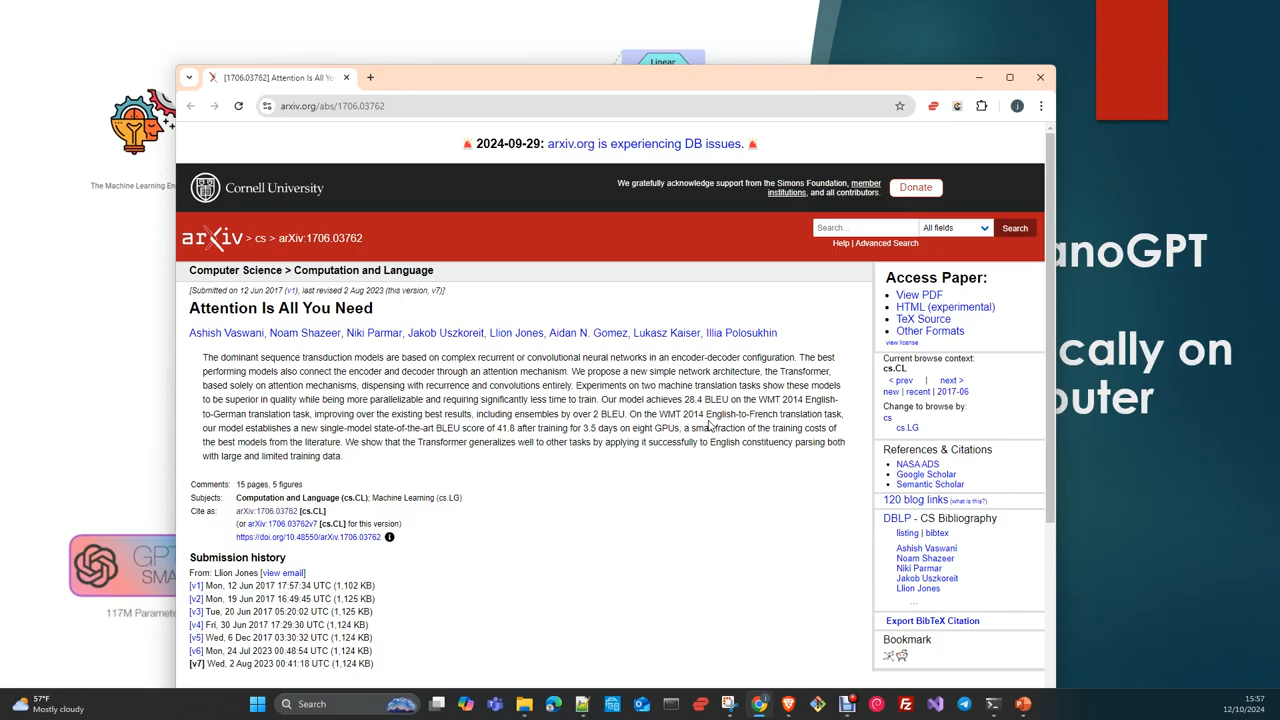 Linear
The Machine Learning En
anoGPT
cally on
outer
GPT
SMA
117M Paramete
[1706.03762] Attention Is All Yo
arxiv.org/abs/1706.03762
2024-09-29: arxiv.org is experiencing DB issues.
Cornell University
We gratefully acknowledge support from the Simons Foundation, member
institutions, and all contributors.
Donate
arXiv > cs > arXiv:1706.03762
Search...
All fields
Search
Help | Advanced Search
Computer Science > Computation and Language
[Submitted on 12 Jun 2017 (v1), last revised 2 Aug 2023 (this version, v7)]
Attention Is All You Need
Ashish Vaswani, Noam Shazeer, Niki Parmar, Jakob Uszkoreit, Llion Jones, Aidan N. Gomez, Lukasz Kaiser, Illia Polosukhin
The dominant sequence transduction models are based on complex recurrent or convolutional neural networks in an encoder-decoder configuration. The best
performing models also connect the encoder and decoder through an attention mechanism. We propose a new simple network architecture, the Transformer,
based solely on attention mechanisms, dispensing with recurrence and convolutions entirely. Experiments on two machine translation tasks show these models
to be superior in quality while being more parallelizable and requiring significantly less time to train. Our model achieves 28.4 BLEU on the WMT 2014 English-
to-German translation task, improving over the existing best results, including ensembles by over 2 BLEU. On the WMT 2014 English-to-French translation task,
our model establishes a new single-model state-of-the-art BLEU score of 41.8 after training for 3.5 days on eight GPUs, a small fraction of the training costs of
the best models from the literature. We show that the Transformer generalizes well to other tasks by applying it successfully to English constituency parsing both
with large and limited training data.
Comments: 15 pages, 5 figures
Subjects: Computation and Language (cs.CL); Machine Learning (cs.LG)
Cite as: arXiv:1706.03762 [cs.CL]
(or arXiv:1706.03762v7 [cs.CL] for this version)
https://doi.org/10.48550/arXiv.1706.03762
Submission history
From: Llion Jones [view email]
[v1] Mon, 12 Jun 2017 17:57:34 UTC (1,102 KB)
[v2] Mon, 19 Jun 2017 16:49:45 UTC (1,125 KB)
[v3] Tue, 20 Jun 2017 05:20:02 UTC (1,125 KB)
[v4] Fri, 30 Jun 2017 17:29:30 UTC (1,124 KB)
[v5] Wed, 6 Dec 2017 03:30:32 UTC (1,124 KB)
[v6] Mon, 24 Jul 2023 00:48:54 UTC (1,124 KB)
[v7] Wed, 2 Aug 2023 00:41:18 UTC (1,124 KB)
Access Paper:
View PDF
HTML (experimental)
TeX Source
Other Formats
view license
Current browse context:
cs.CL
< prev | next >
new | recent | 2017-06
Change to browse by:
cs
cs.LG
References & Citations
NASA ADS
Google Scholar
Semantic Scholar
120 blog links (what is this?)
DBLP - CS Bibliography
listing | bibtex
Ashish Vaswani
Noam Shazeer
Niki Parmar
Jakob Uszkoreit
Llion Jones
...
Export BibTeX Citation
Bookmark
57°F
Mostly cloudy
Search
15:57
12/10/2024